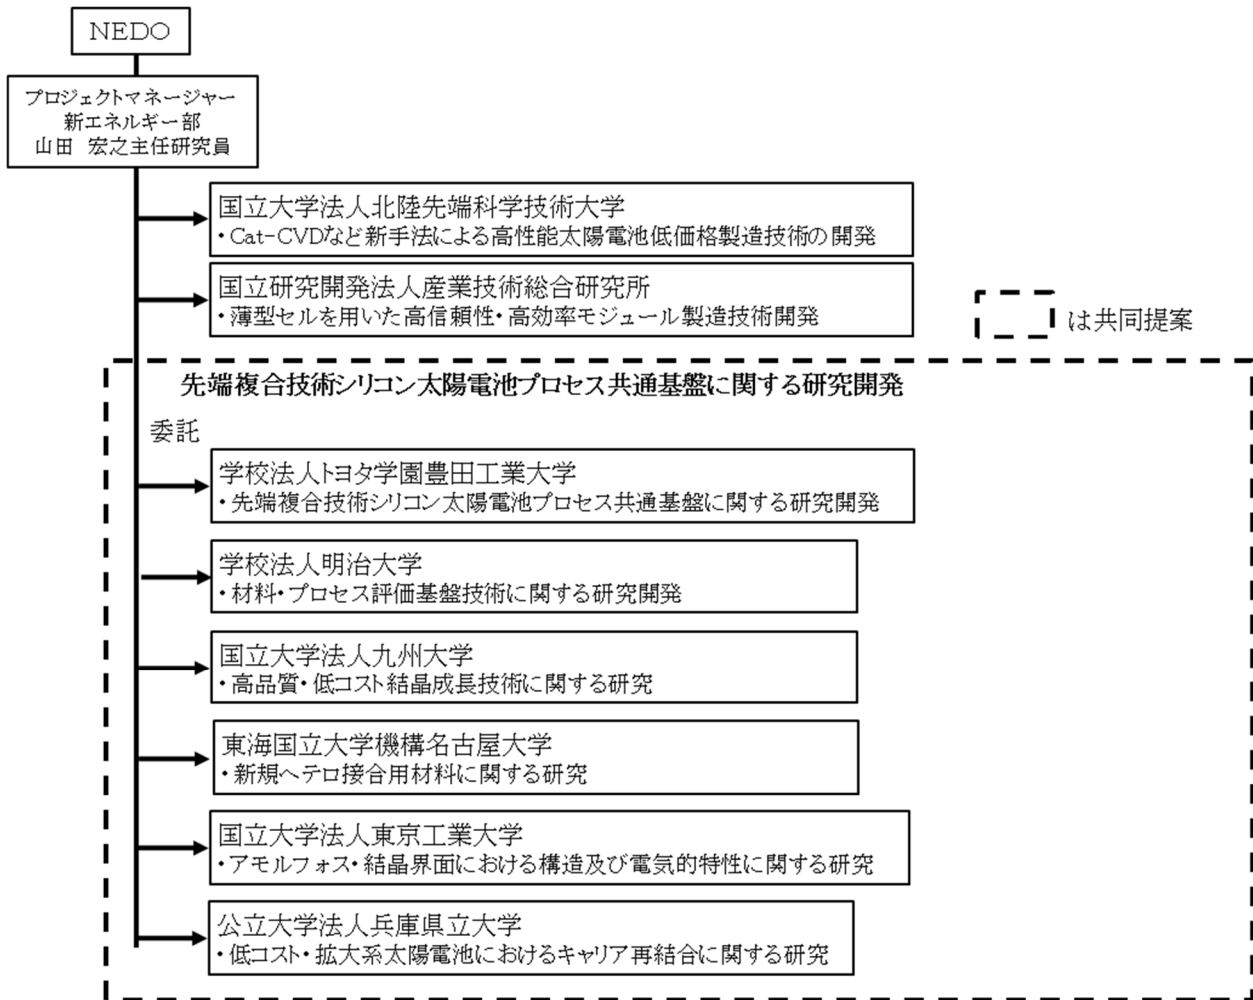 NEDO
プロジェクトマネージャー
新エネルギー部
山田 宏之主任研究員
国立大学法人北陸先端科学技術大学
・Cat-CVDなど新手法による高性能太陽電池低価格製造技術の開発
国立研究開発法人産業技術総合研究所
・薄型セルを用いた高信頼性・高効率モジュール製造技術開発
は共同提案
先端複合技術シリコン太陽電池プロセス共通基盤に関する研究開発
委託
学校法人トヨタ学園豊田工業大学
・先端複合技術シリコン太陽電池プロセス共通基盤に関する研究開発
学校法人明治大学
・材料・プロセス評価基盤技術に関する研究開発
国立大学法人九州大学
・高品質・低コスト結晶成長技術に関する研究
東海国立大学機構名古屋大学
・新規ヘテロ接合用材料に関する研究
国立大学法人東京工業大学
・アモルフォス・結晶界面における構造及び電気的特性に関する研究
公立大学法人兵庫県立大学
・低コスト・拡大系太陽電池におけるキャリア再結合に関する研究